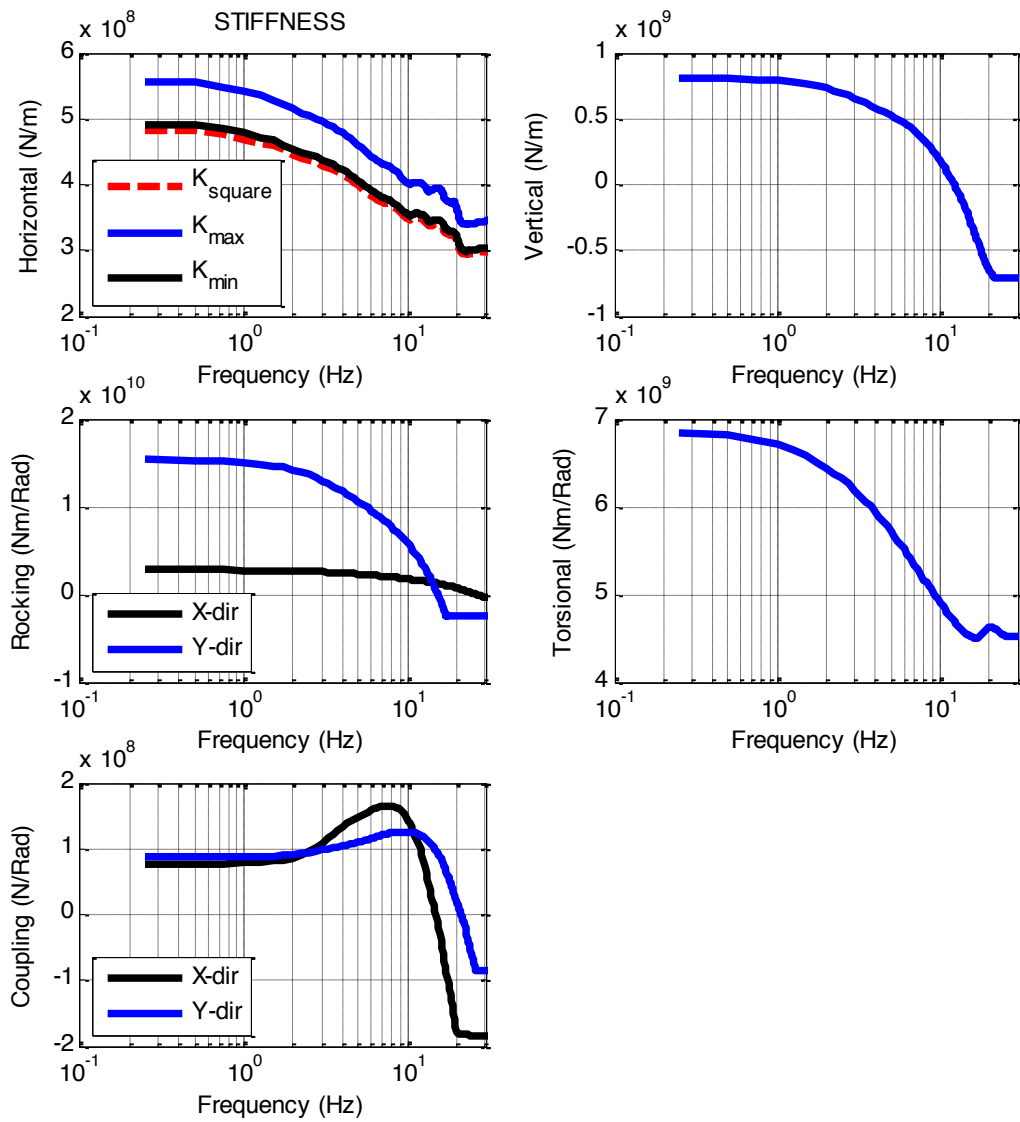 STIFFNESS
x 10^8
6
5
4
3
2
Horizontal (N/m)
K_square
K_max
K_min
10^-1 10^0 10^1
Frequency (Hz)
x 10^9
1
0.5
0
-0.5
-1
Vertical (N/m)
10^-1 10^0 10^1
Frequency (Hz)
x 10^10
2
1
0
-1
Rocking (Nm/Rad)
X-dir
Y-dir
10^-1 10^0 10^1
Frequency (Hz)
x 10^9
7
6
5
4
Torsional (Nm/Rad)
10^-1 10^0 10^1
Frequency (Hz)
x 10^8
2
1
0
-1
-2
Coupling (N/Rad)
X-dir
Y-dir
10^-1 10^0 10^1
Frequency (Hz)